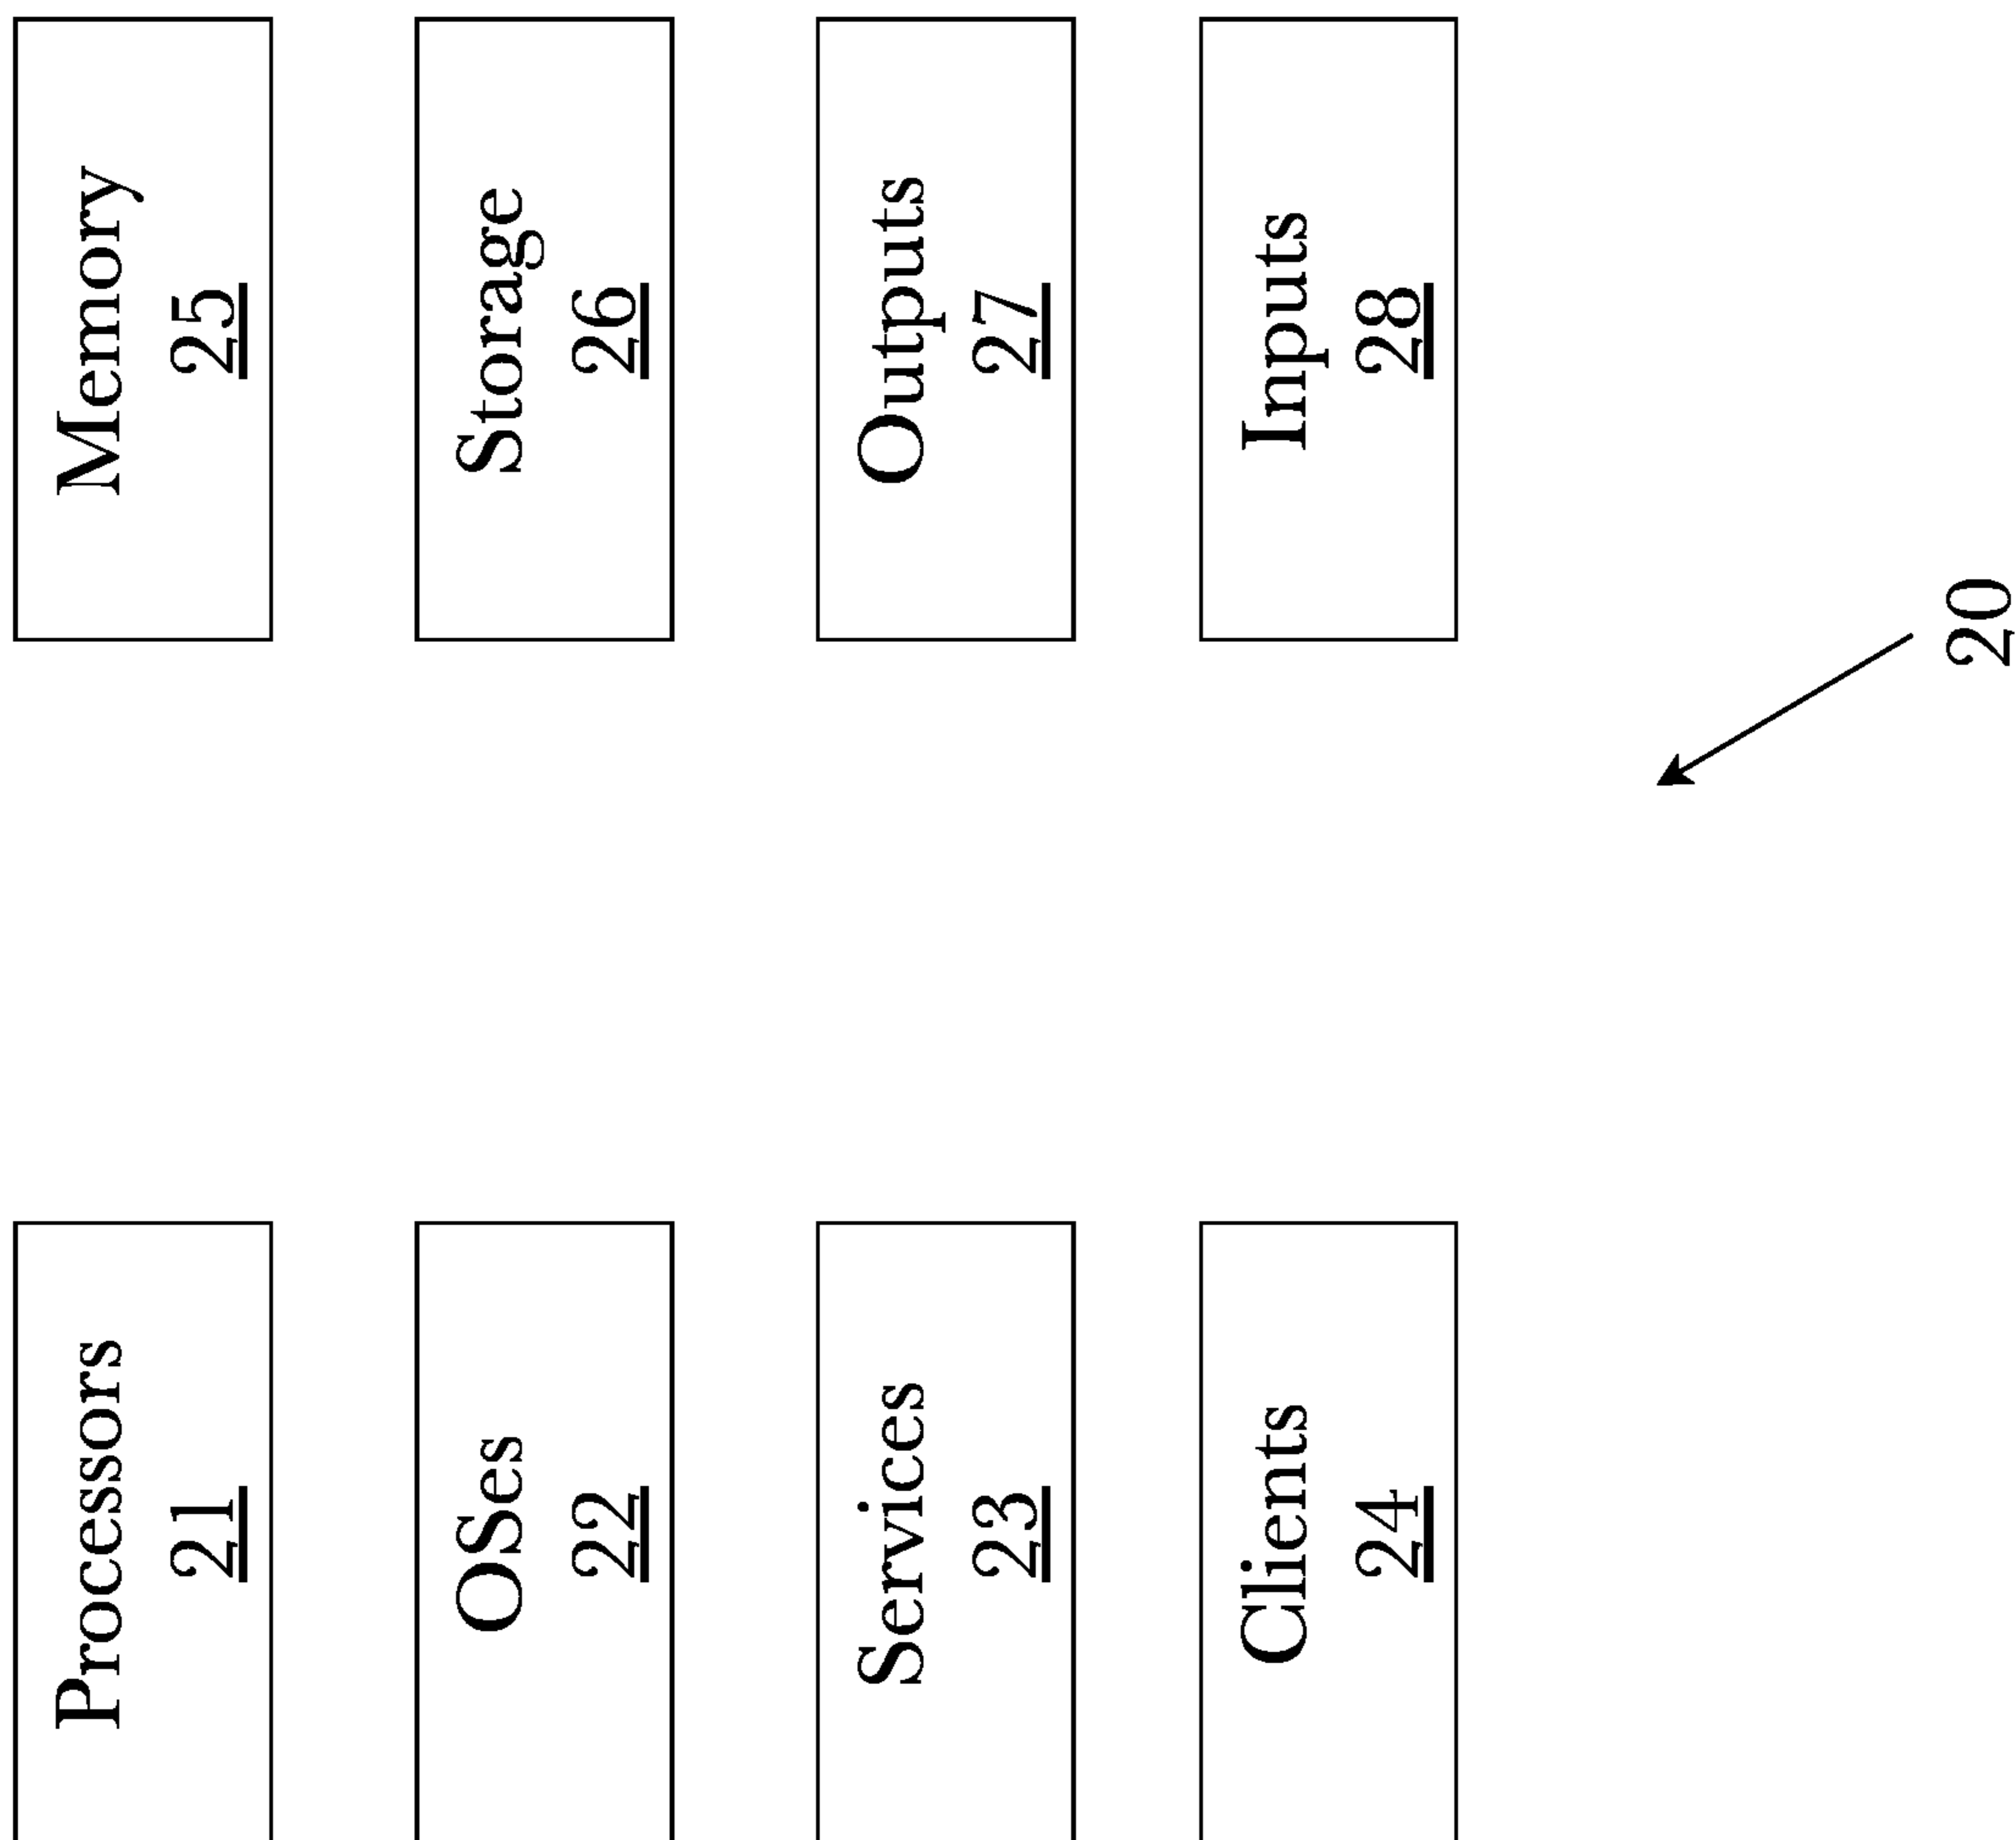 Processors
21
Memory
25
OSes
22
Storage
26
Services
23
Outputs
27
Clients
24
Inputs
28
20